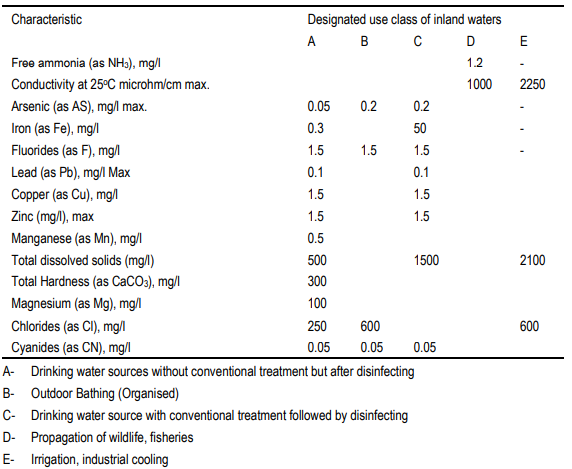 Characteristic Designated use class of inland waters
A B C D E
Free ammonia (as NH₃), mg/l 1.2 -
Conductivity at 25⁰C microhm/cm max. 1000 2250
Arsenic (as AS), mg/l max. 0.05 0.2 0.2 -
Iron (as Fe), mg/l 0.3 50 -
Fluorides (as F), mg/l 1.5 1.5 1.5 -
Lead (as Pb), mg/l Max 0.1 0.1
Copper (as Cu), mg/l 1.5 1.5
Zinc (mg/l), max 1.5 1.5
Manganese (as Mn), mg/l 0.5
Total dissolved solids (mg/l) 500 1500 2100
Total Hardness (as CaCO₃), mg/l 300
Magnesium (as Mg), mg/l 100
Chlorides (as Cl), mg/l 250 600 600
Cyanides (as CN), mg/l 0.05 0.05 0.05
A- Drinking water sources without conventional treatment but after disinfecting
B- Outdoor Bathing (Organised)
C- Drinking water source with conventional treatment followed by disinfecting
D- Propagation of wildlife, fisheries
E- Irrigation, industrial cooling